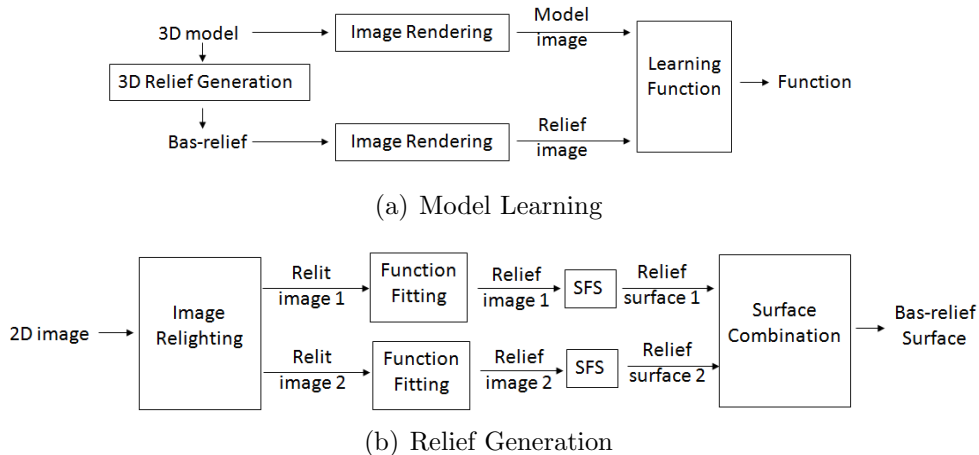 3D model
Image Rendering
Model
image
3D Relief Generation
Learning
Function
Function
Bas-relief
Image Rendering
Relief
image
(a) Model Learning
2D image
Image
Relighting
Relit
image 1
Function
Fitting
Relief
image 1
SFS
Relief
surface 1
Relit
image 2
Function
Fitting
Relief
image 2
SFS
Relief
surface 2
Surface
Combination
Bas-relief
Surface
(b) Relief Generation